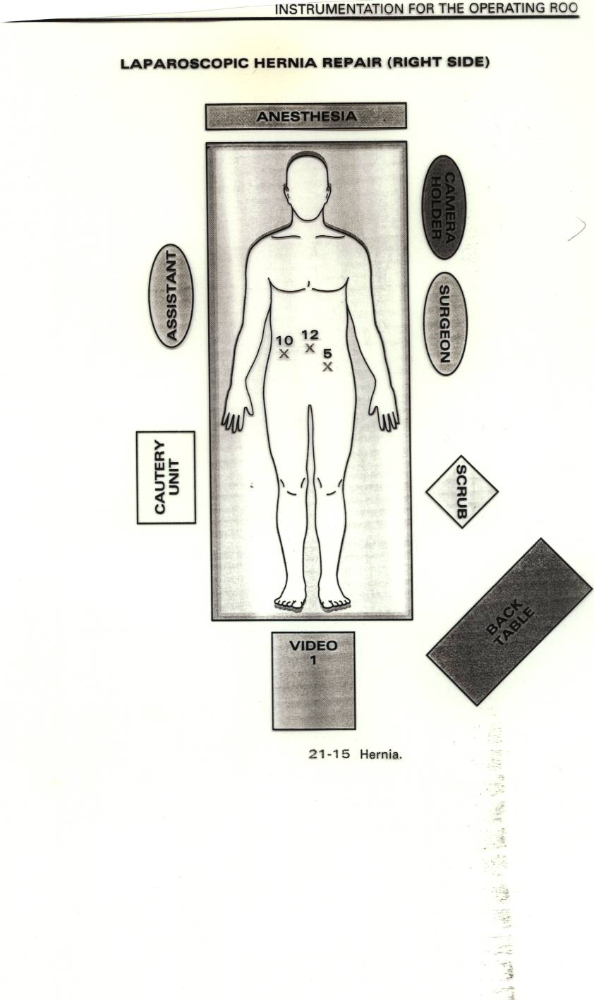 INSTRUMENTATION FOR THE OPERATING ROO
LAPAROSCOPIC HERNIA REPAIR (RIGHT SIDE)
ANESTHESIA
CAMERA
HOLDER
ASSISTANT
SURGEON
10
12
5
X
X
X
CAUTERY
UNIT
SCRUB
BACK
TABLE
VIDEO
1
21-15 Hernia.